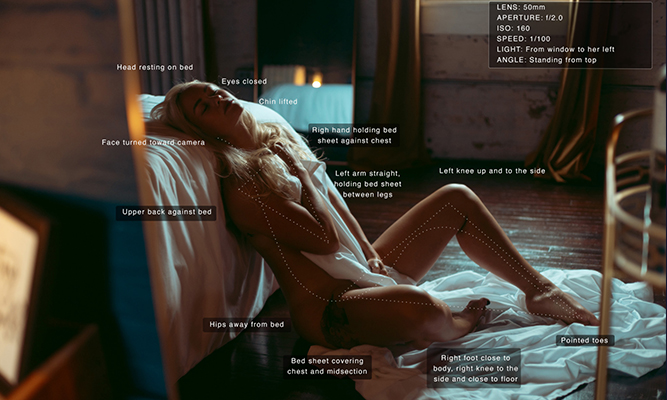 LENS: 50mm
APERTURE: f/2.0
ISO: 160
SPEED: 1/100
LIGHT: From window to her left
ANGLE: Standing from top
Head resting on bed
Eyes closed
Chin lifted
Righ hand holding bed
sheet against chest
Face turned toward camera
Left arm straight,
holding bed sheet
between legs
Left knee up and to the side
Upper back against bed
Hips away from bed
Pointed toes
Bed sheet covering
chest and midsection
Right foot close to
body, right knee to the
side and close to floor